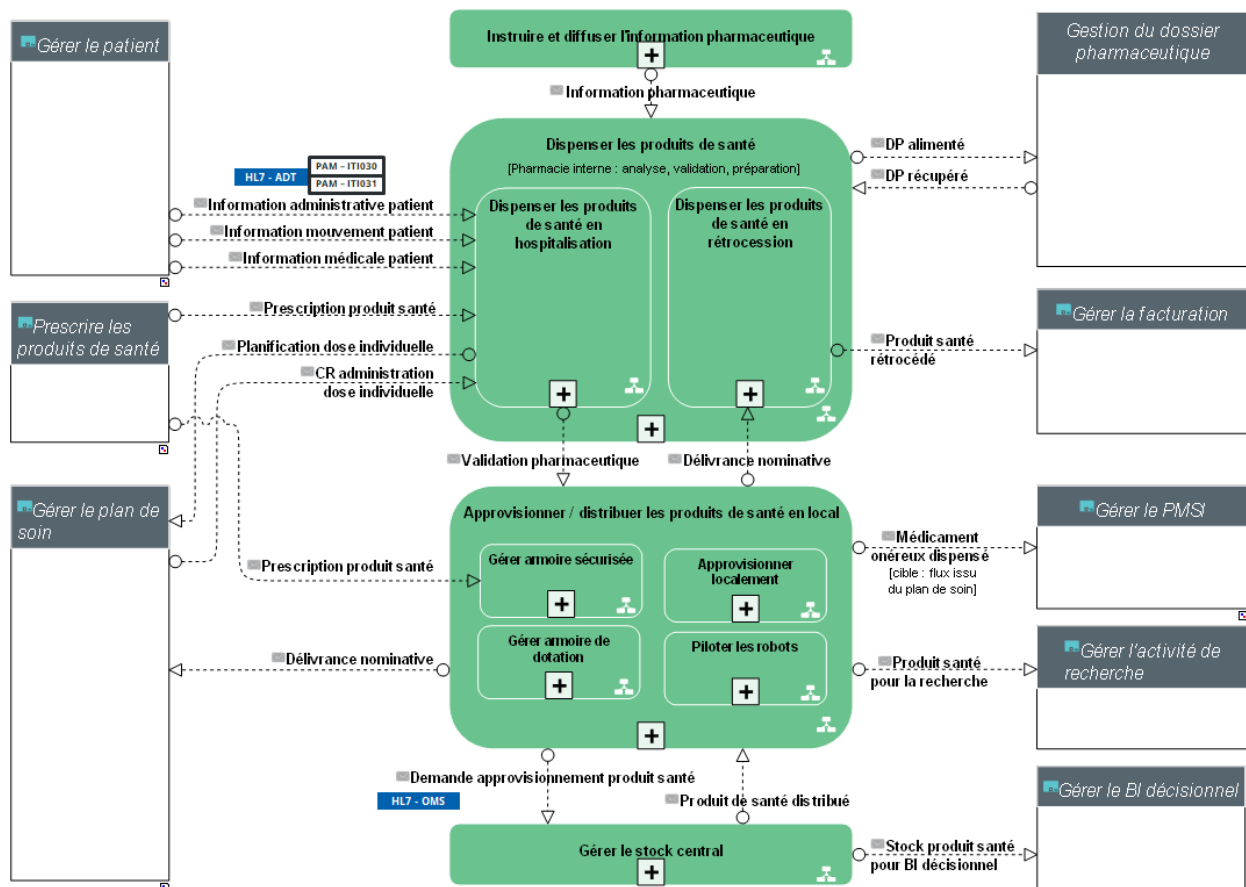 Gérer le patient
Instruire et diffuser l'information pharmaceutique
Gestion du dossier
pharmaceutique
Information pharmaceutique
Dispenser les produits de santé
[Pharmacie interne : analyse, validation, préparation]
DP alimenté
DP récupéré
HL7 - ADT
PAM – ITI030
PAM – ITI031
Information administrative patient
Information mouvement patient
Information médicale patient
Dispenser les produits
de santé en
hospitalisation
Dispenser les produits
de santé en
rétrocession
Prescrire les
produits de santé
Prescription produit santé
Planification dose individuelle
CR administration
dose individuelle
Gérer la facturation
Produit santé
rétrocédé
Validation pharmaceutique
Délivrance nominative
Gérer le plan de
soin
Approvisionner / distribuer les produits de santé en local
Gérer le PMSI
Médicament
onéreux dispensé
[cible : flux issu
du plan de soin]
Prescription produit santé
Gérer armoire sécurisée
Approvisionner
localement
Gérer armoire de
dotation
Piloter les robots
Délivrance nominative
Produit santé
pour la recherche
Gérer l'activité de
recherche
Demande approvisionnement produit santé
HL7 - OMS
Produit de santé distribué
Gérer le BI décisionnel
Gérer le stock central
Stock produit santé
pour BI décisionnel